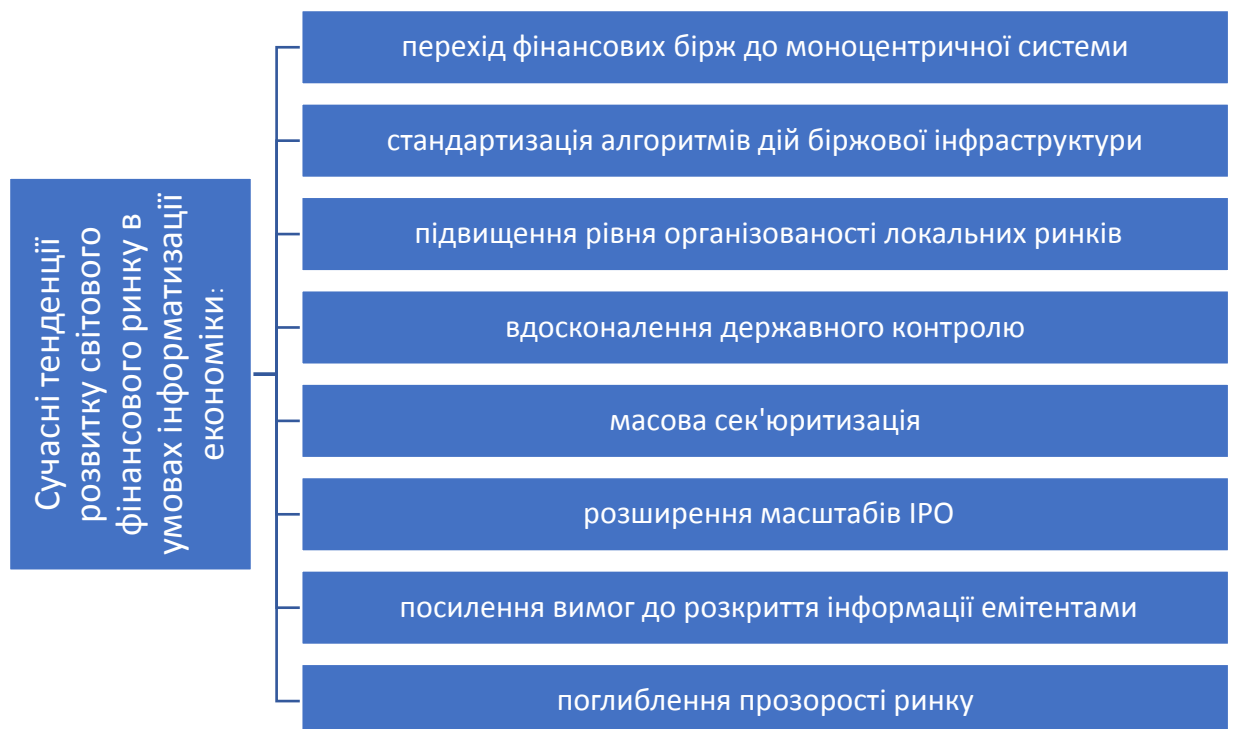 Сучасні тенденції
розвитку світового
фінансового ринку в
умовах інформатизації
економіки:
перехід фінансових бірж до моноцентричної системи
стандартизація алгоритмів дій біржової інфраструктури
підвищення рівня організованості локальних ринків
вдосконалення державного контролю
масова сек'юритизація
розширення масштабів IPO
посилення вимог до розкриття інформації емітентами
поглиблення прозорості ринку